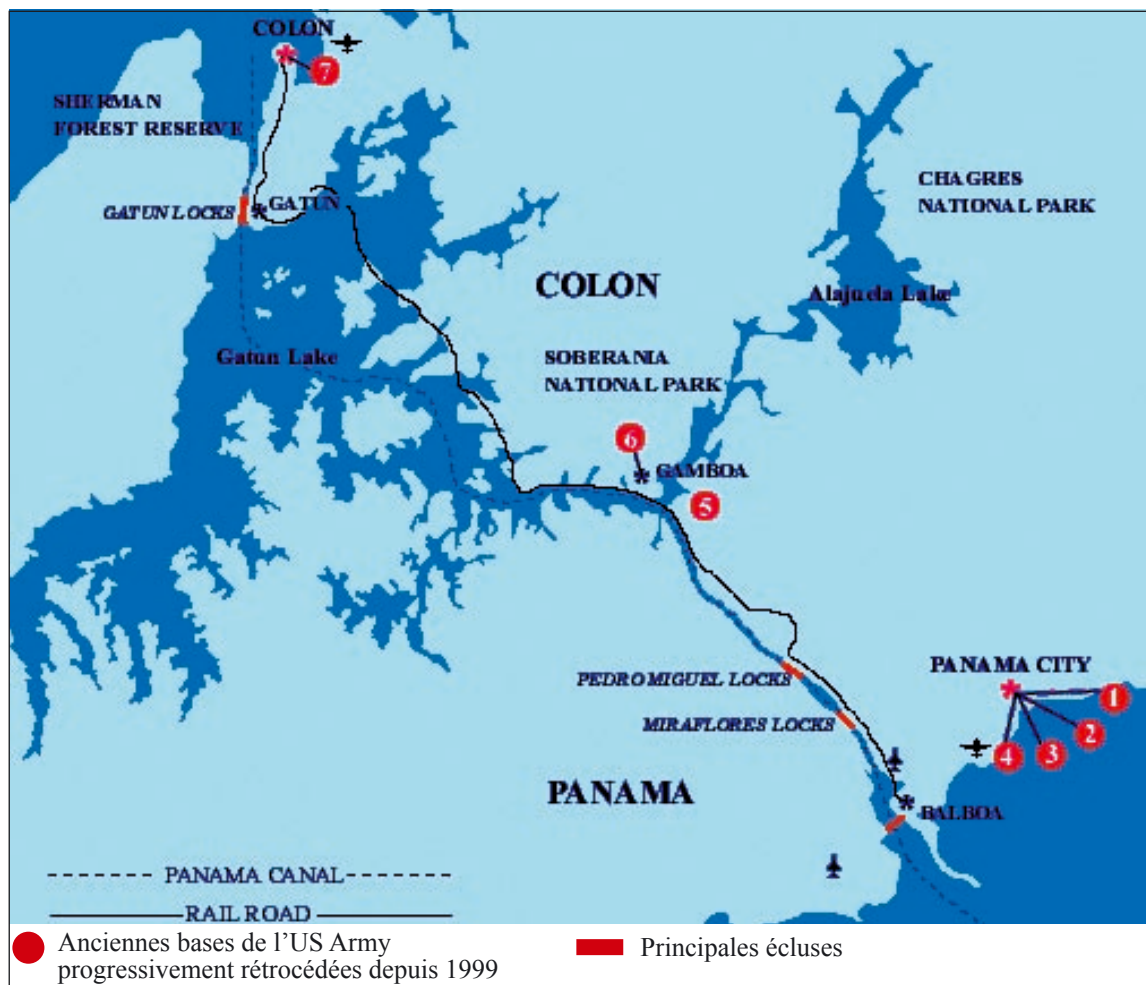 COLON
7
SHERMAN
FOREST RESERVE
CHAGRES
NATIONAL PARK
GATUN
GATUN LOCKS
COLON
Alajuela Lake
Gatun Lake
SOBERANIA
NATIONAL PARK
6
GAMBOA
5
PANAMA CITY
PEDRO MIGUEL LOCKS
1
MIRAFLORES LOCKS
2
3
4
PANAMA
BALBOA
PANAMA CANAL
RAIL ROAD
Anciennes bases de l’US Army
progressivement rétrocédées depuis 1999
Principales écluses